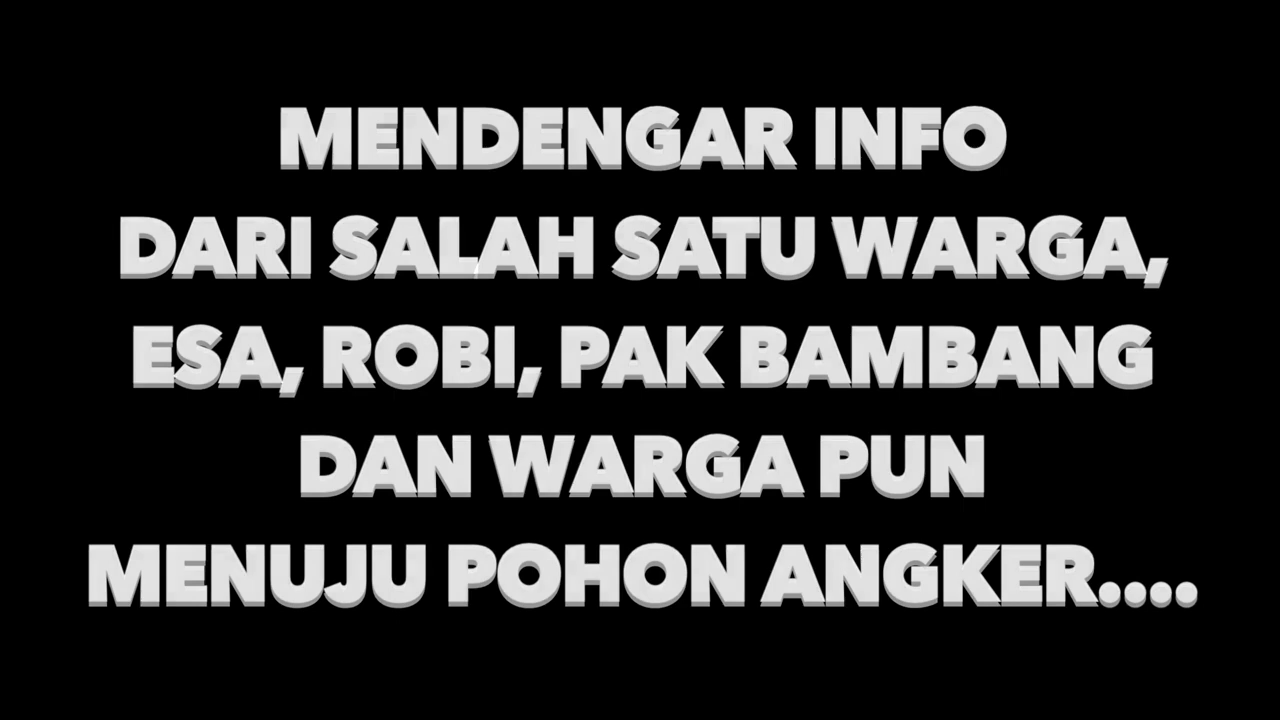 MENDENGAR INFO
DARI SALAH SATU WARGA,
ESA, ROBI, PAK BAMBANG
DAN WARGA PUN
MENUJU POHON ANGKER....